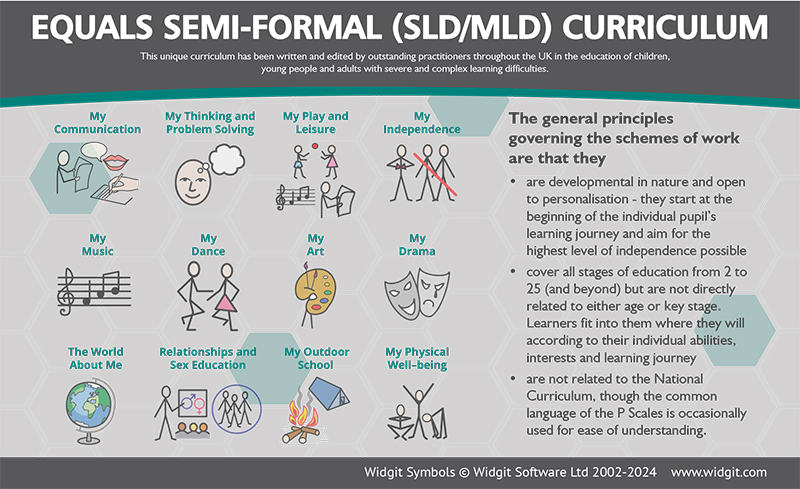 EQUALS SEMI-FORMAL (SLD/MLD) CURRICULUM
This unique curriculum has been written and edited by outstanding practitioners throughout the UK in the education of children,
young people and adults with severe and complex learning difficulties.
My
Communication
My Thinking and
Problem Solving
My Play and
Leisure
My
Independence
My
Music
My
Dance
My
Art
My
Drama
The World
About Me
Relationships and
Sex Education
My Outdoor
School
My Physical
Well–being
The general principles
governing the schemes of work
are that they
• are developmental in nature and open
to personalisation - they start at the
beginning of the individual pupil's
learning journey and aim for the
highest level of independence possible
• cover all stages of education from 2 to
25 (and beyond) but are not directly
related to either age or key stage.
Learners fit into them where they will
according to their individual abilities,
interests and learning journey
• are not related to the National
Curriculum, though the common
language of the P Scales is occasionally
used for ease of understanding.
Widgit Symbols © Widgit Software Ltd 2002-2024 www.widgit.com